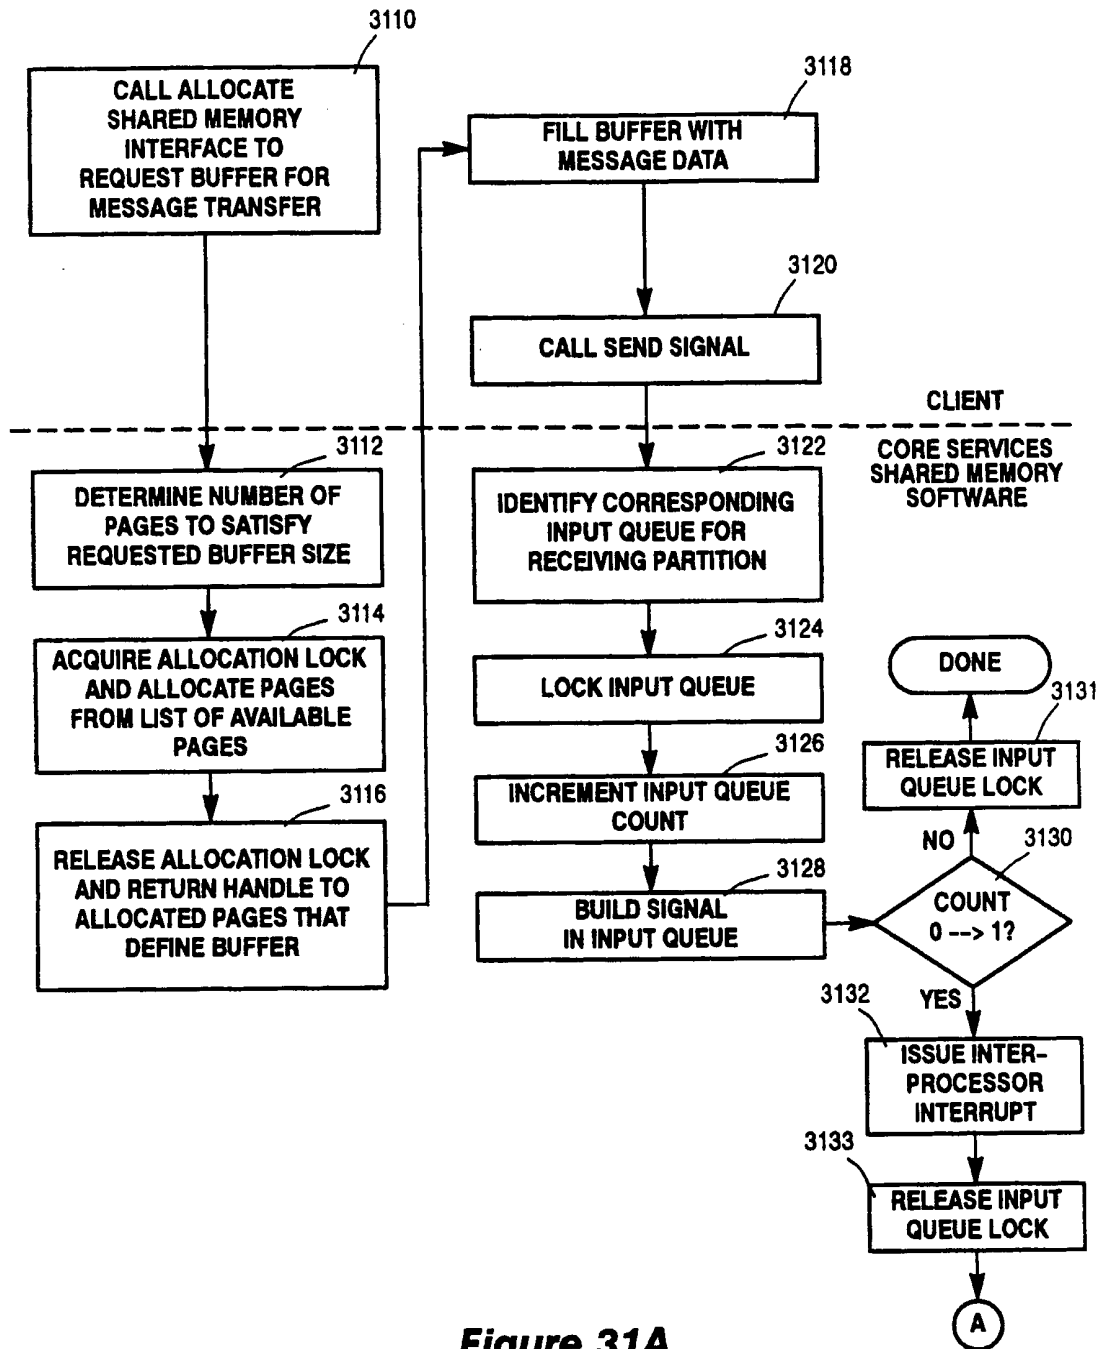 3110
CALL ALLOCATE
SHARED MEMORY
INTERFACE TO
REQUEST BUFFER FOR
MESSAGE TRANSFER
3118
FILL BUFFER WITH
MESSAGE DATA
3120
CALL SEND SIGNAL
CLIENT
CORE SERVICES
SHARED MEMORY
SOFTWARE
3112
DETERMINE NUMBER OF
PAGES TO SATISFY
REQUESTED BUFFER SIZE
3114
ACQUIRE ALLOCATION LOCK
AND ALLOCATE PAGES
FROM LIST OF AVAILABLE
PAGES
3116
RELEASE ALLOCATION LOCK
AND RETURN HANDLE TO
ALLOCATED PAGES THAT
DEFINE BUFFER
3122
IDENTIFY CORRESPONDING
INPUT QUEUE FOR
RECEIVING PARTITION
3124
LOCK INPUT QUEUE
3126
INCREMENT INPUT QUEUE
COUNT
3128
BUILD SIGNAL
IN INPUT QUEUE
DONE
3131
RELEASE INPUT
QUEUE LOCK
NO
3130
COUNT
0 --> 1?
YES
3132
ISSUE INTER-
PROCESSOR
INTERRUPT
3133
RELEASE INPUT
QUEUE LOCK
A
Figure 31A